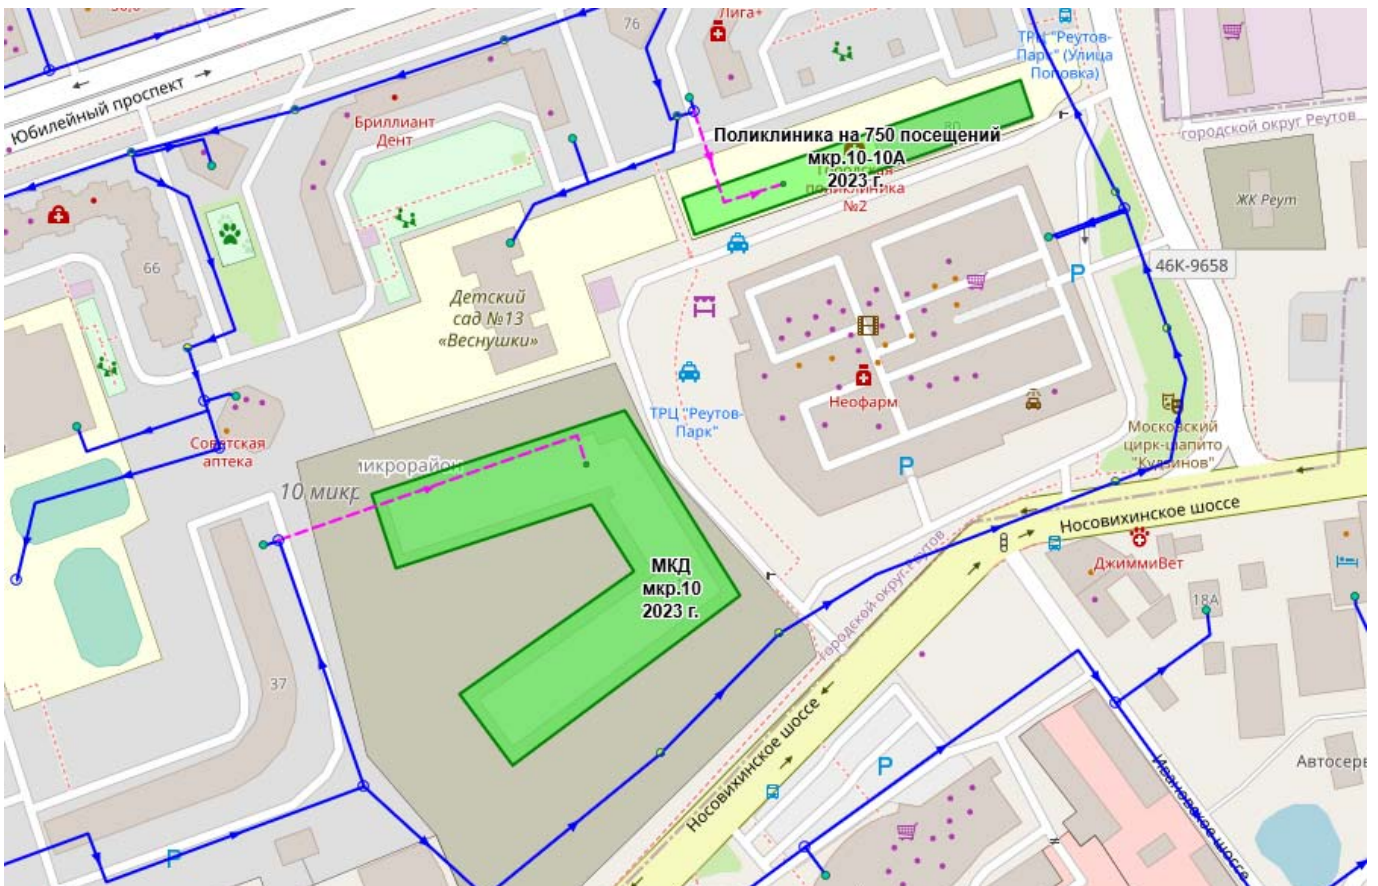 Лига+
76
ТРЦ "Реутов-
Парк" (Улица
Поповка)
Юбилейный проспект
Бриллиант
Дент
80
Поликлиника на 750 посещений
мкр.10-10А
2023 г.
поликлиника
№2
городской округ Реутов
ЖК Реут
46К-9658
66
Детский
сад №13
«Веснушки»
Неофарм
ТРЦ "Реутов-
Парк"
Советская
аптека
Московский
цирк-шапито
"Кудзинов"
микрорайон
10 микр
Носовихинское шоссе
ДжиммиВет
МКД
мкр.10
2023 г.
18А
городской округ Реутов
37
Носовихинское шоссе
Ивановское шоссе
Автосерв